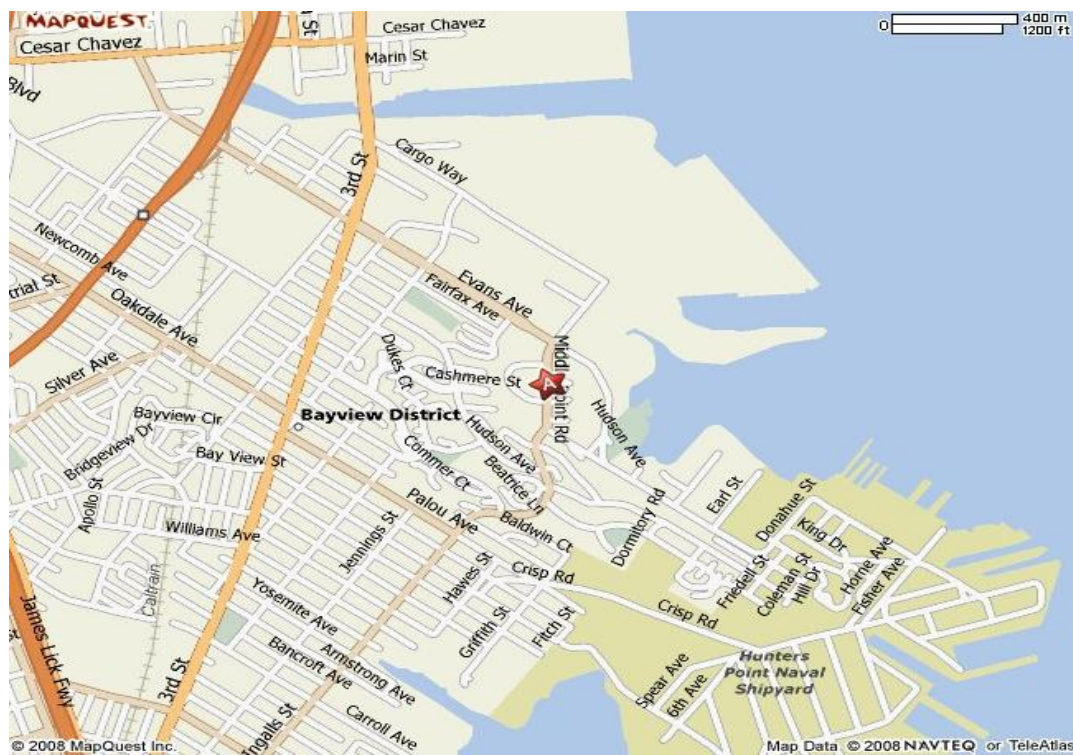 MAPQUEST.
Cesar Chavez
Cesar Chavez
St
Marin St
0
400 m
1200 ft
Blvd
3rd St
Cargo Way
Newcomb Ave
trial St
Oakdale Ave
Evans Ave
Fairfax Ave
Silver Ave
Dukes Ct
Cashmere St
A
Middl Point Rd
Bayview Cir
Bayview District
Bridgeview Dr
Hudson Ave
Hudson Ave
Bay View St
Commer Ct
Beatrice Ln
Apollo St
Palou Ave
Baldwin Ct
Dormitory Rd
Earl St
Donahue St
King Dr
Williams Ave
Jennings St
Hawes St
Crisp Rd
Friedell St
Coleman St
Hill Dr
Horne Ave
Fisher Ave
Caltrain
Yosemite Ave
Griffith St
Fitch St
Crisp Rd
James Lick Fwy
St
3rd St
Bancroft Ave
Armstrong Ave
Spear Ave
6th Ave
Hunters
Point Naval
Shipyard
Carroll Ave
Ingalls St
© 2008 MapQuest Inc.
Map Data © 2008 NAVTEQ or TeleAtlas